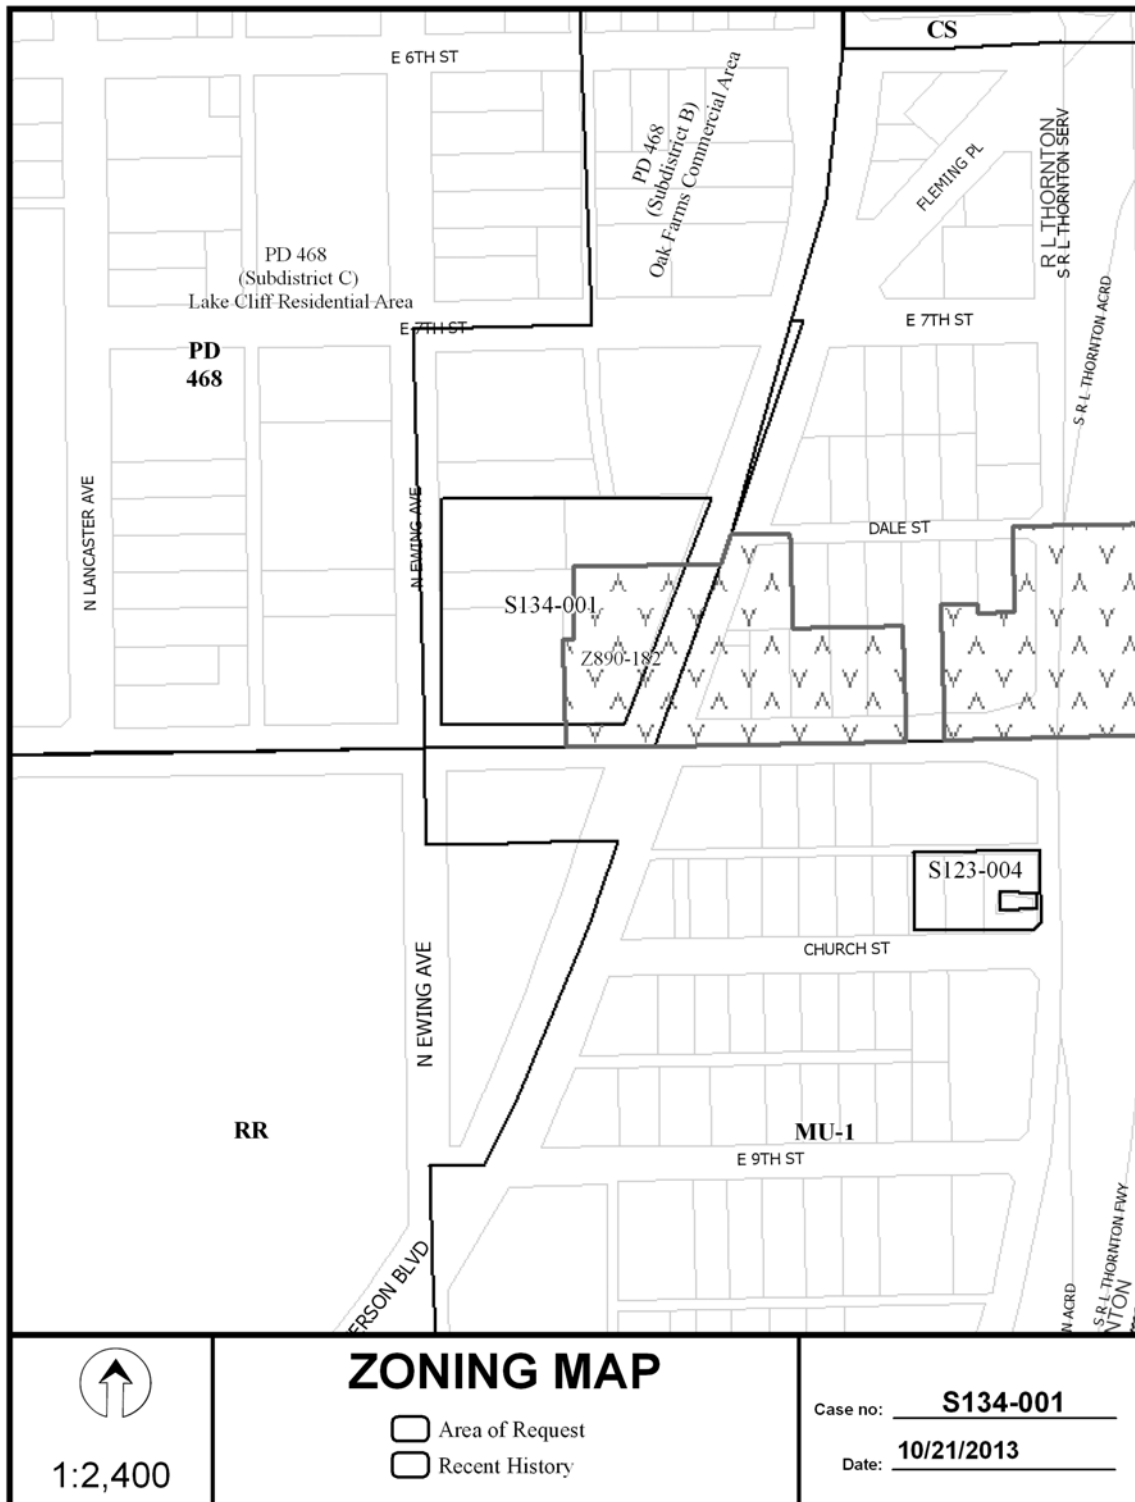 CS
E 6TH ST
PD 468
(Subdistrict B)
Oak Farms Commercial Area
R L THORNTON
S R L THORNTON SERV
FLEMING PL
PD 468
(Subdistrict C)
Lake Cliff Residential Area
S R L THORNTON ACRD
E 7TH ST
E 7TH ST
PD
468
N LANCASTER AVE
N EWING AVE
DALE ST
S134-001
Z890-182
S123-004
CHURCH ST
N EWING AVE
RR
MU-1
E 9TH ST
ERSON BLVD
N ACRD
S R L THORNTON FWY
NTON
ZONING MAP
Area of Request
Recent History
1:2,400
Case no: S134-001
Date: 10/21/2013